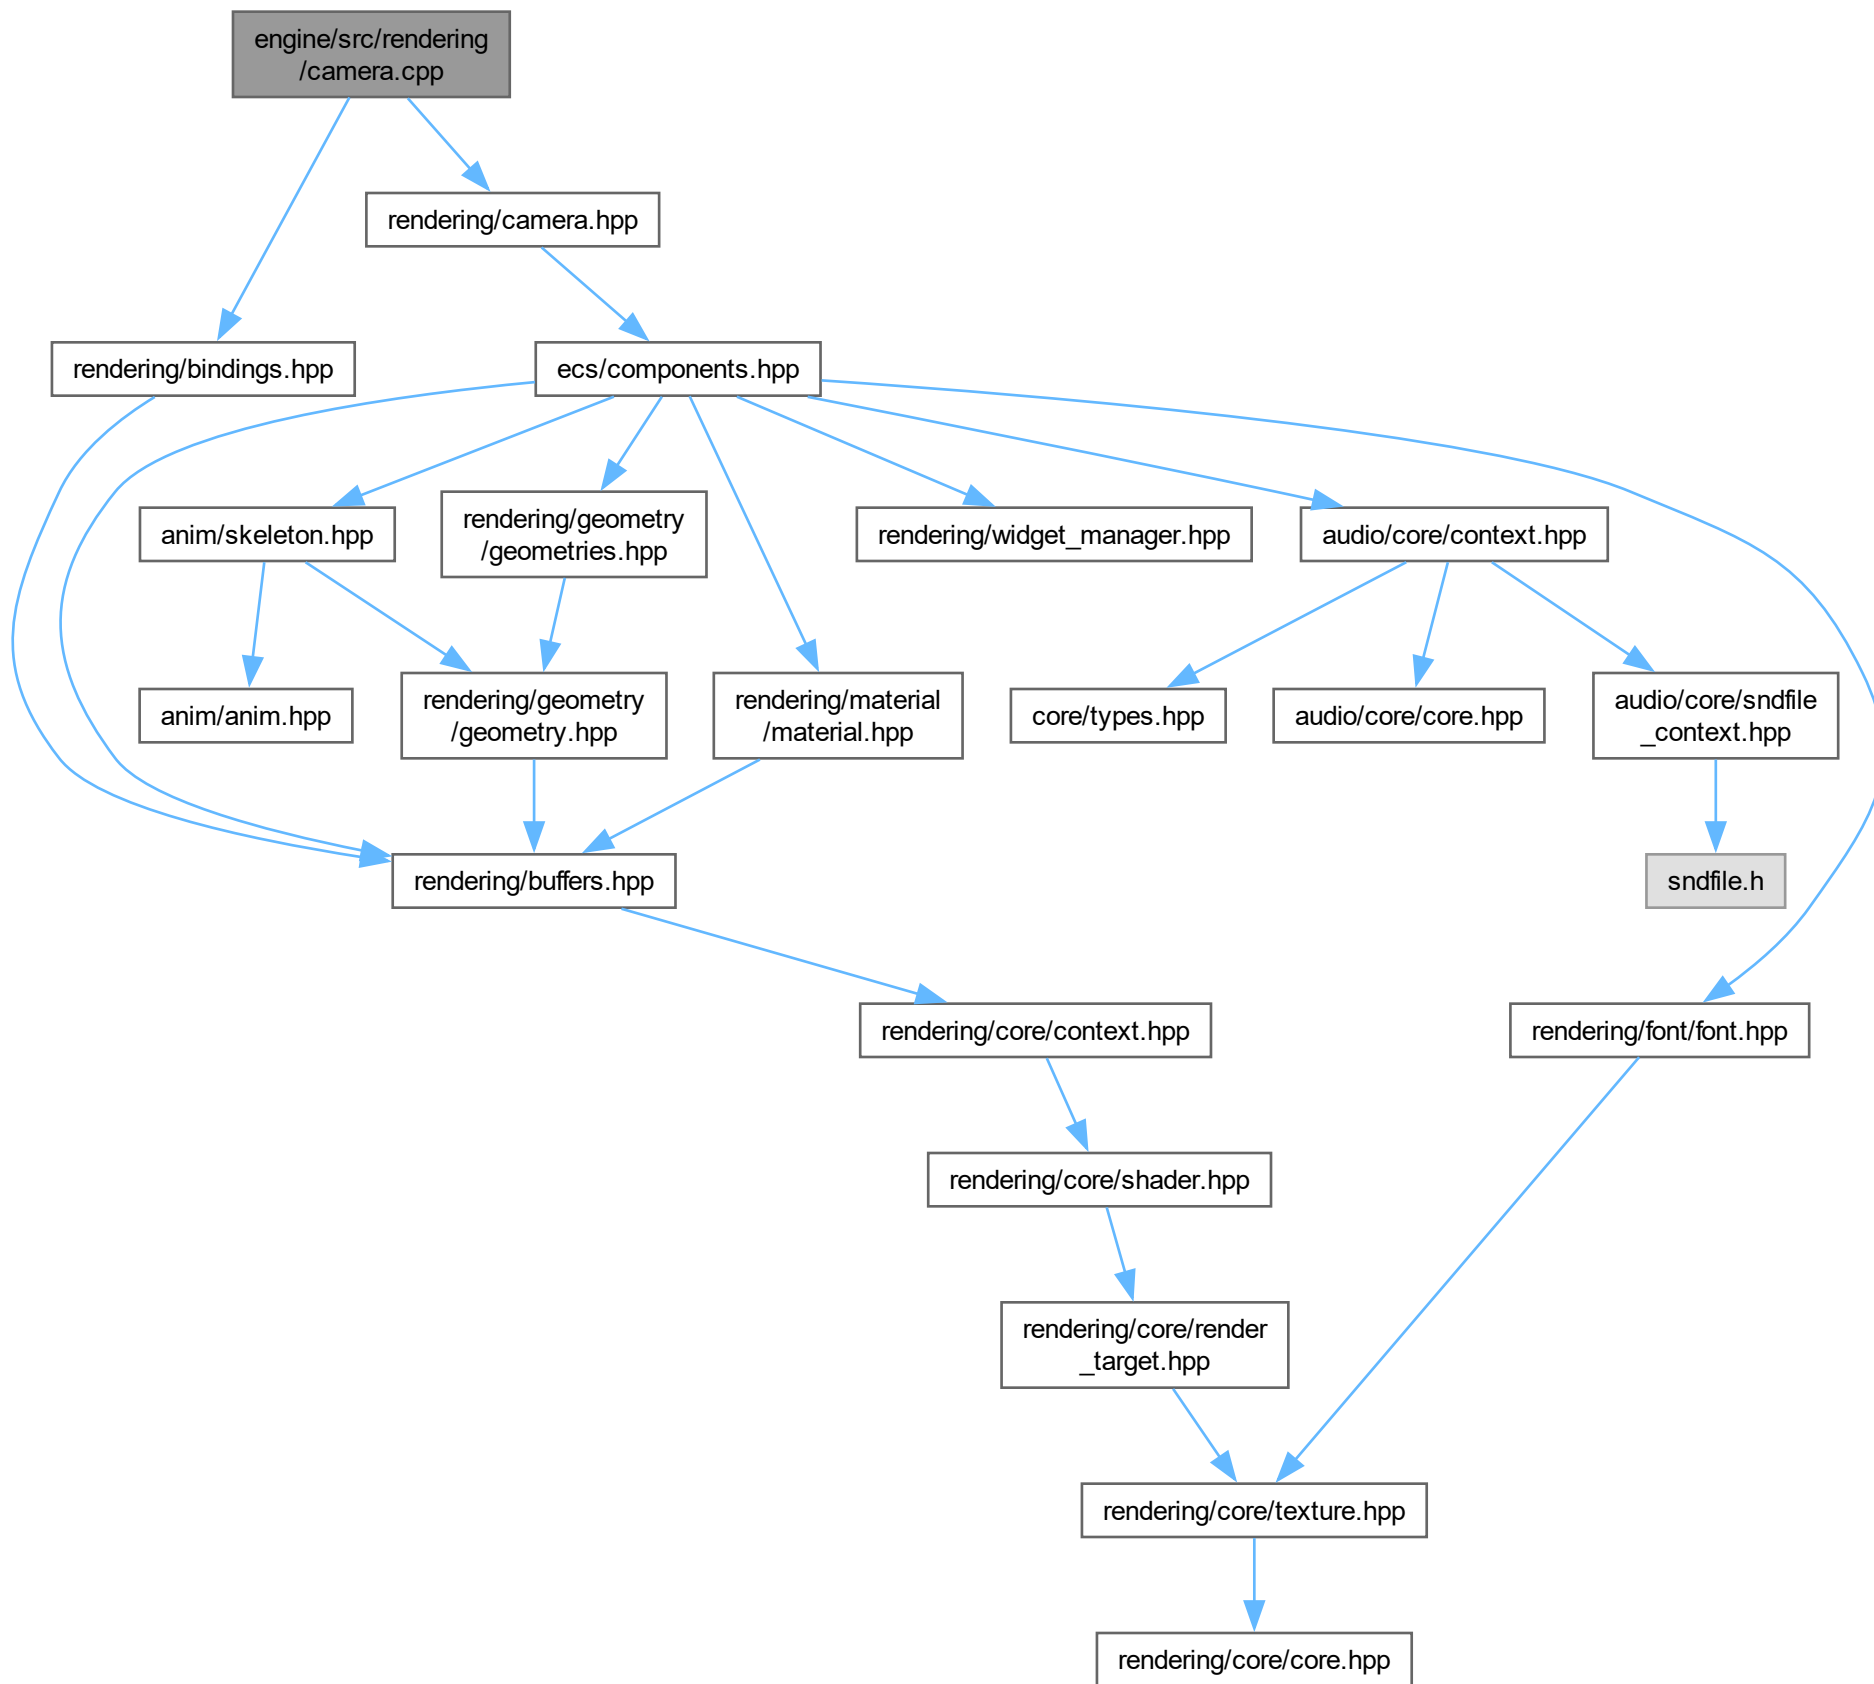 engine/src/rendering
/camera.cpp
rendering/camera.hpp
rendering/bindings.hpp
ecs/components.hpp
anim/skeleton.hpp
rendering/geometry
/geometries.hpp
rendering/widget_manager.hpp
audio/core/context.hpp
anim/anim.hpp
rendering/geometry
/geometry.hpp
rendering/material
/material.hpp
core/types.hpp
audio/core/core.hpp
audio/core/sndfile
_context.hpp
rendering/buffers.hpp
sndfile.h
rendering/core/context.hpp
rendering/font/font.hpp
rendering/core/shader.hpp
rendering/core/render
_target.hpp
rendering/core/texture.hpp
rendering/core/core.hpp